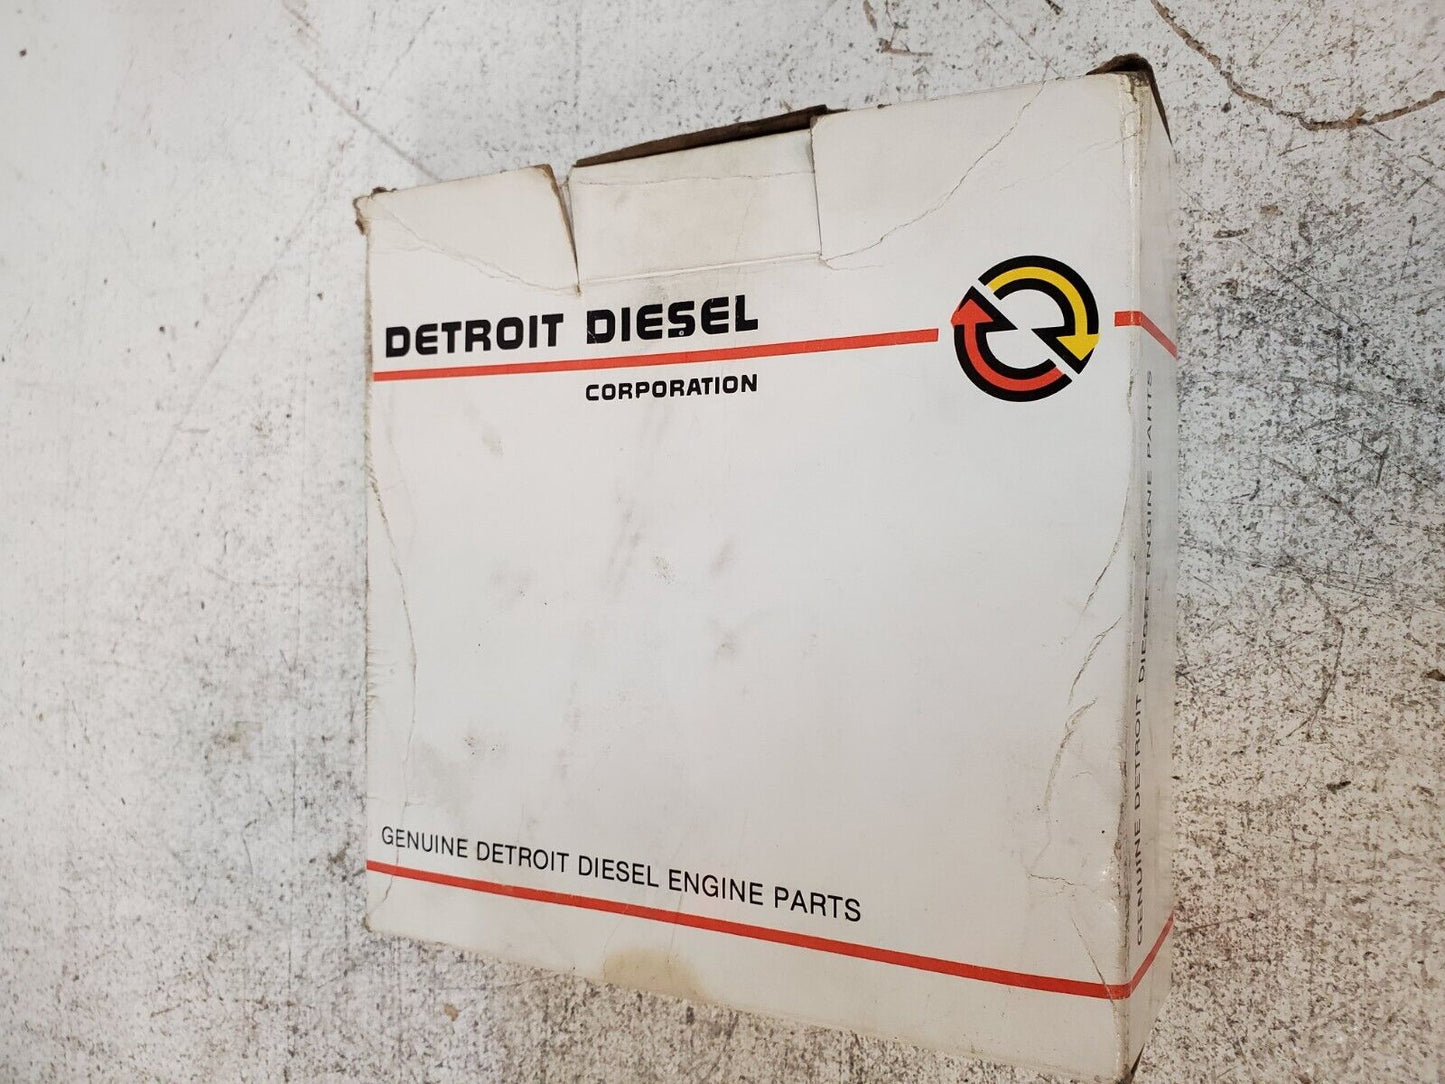 DETROIT DIESEL
CORPORATION
GENUINE DETROIT DIESEL ENGINE PARTS
GENUINE DETROIT DIESEL ENGINE PARTS